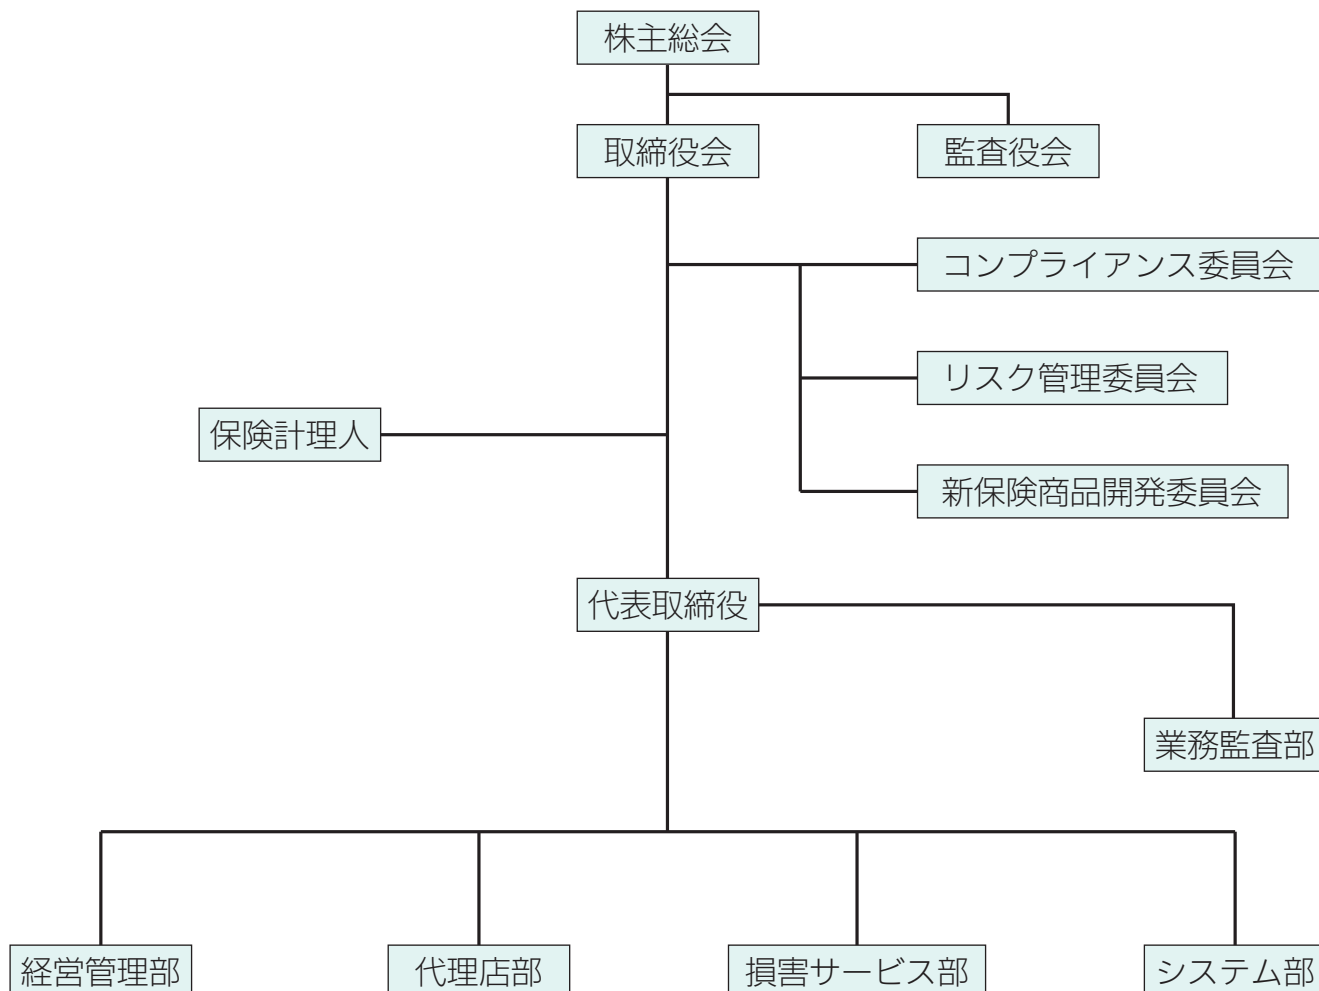 株主総会
取締役会
監査役会
コンプライアンス委員会
リスク管理委員会
保険計理人
新保険商品開発委員会
代表取締役
業務監査部
経営管理部
代理店部
損害サービス部
システム部